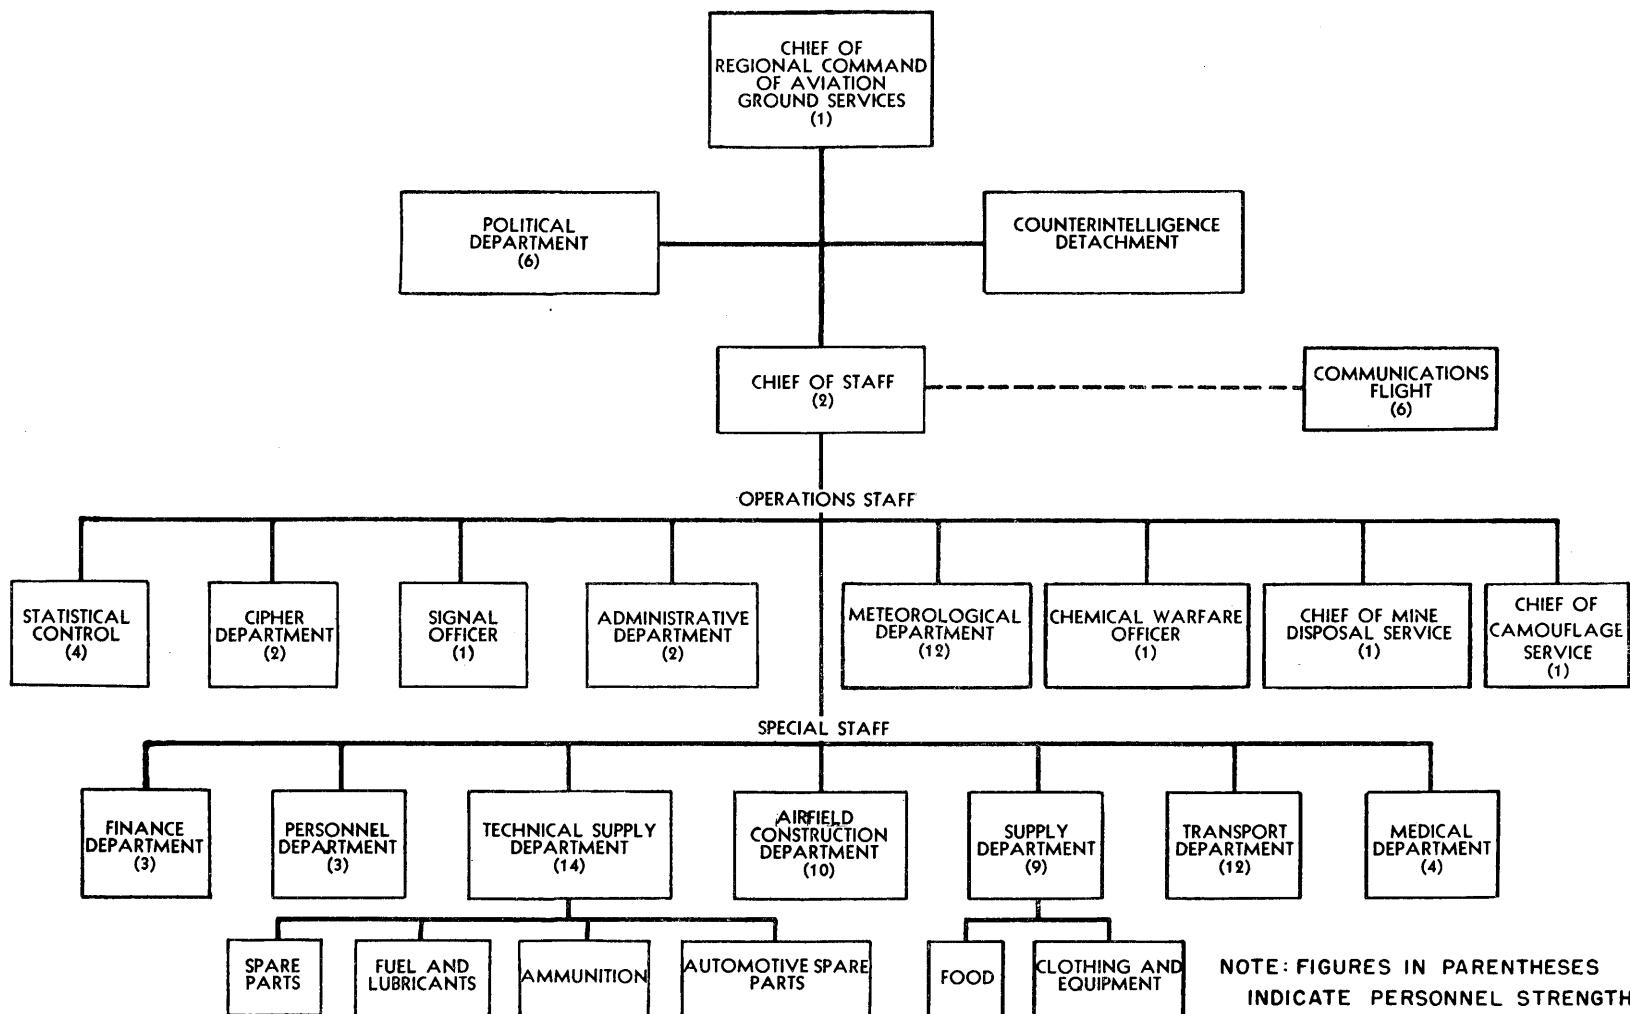 CHIEF OF
REGIONAL COMMAND
OF AVIATION
GROUND SERVICES
(1)
POLITICAL
DEPARTMENT
(6)
COUNTERINTELLIGENCE
DETACHMENT
CHIEF OF STAFF
(2)
COMMUNICATIONS
FLIGHT
(6)
OPERATIONS STAFF
STATISTICAL
CONTROL
(4)
CIPHER
DEPARTMENT
(2)
SIGNAL
OFFICER
(1)
ADMINISTRATIVE
DEPARTMENT
(2)
METEOROLOGICAL
DEPARTMENT
(12)
CHEMICAL WARFARE
OFFICER
(1)
CHIEF OF MINE
DISPOSAL SERVICE
(1)
CHIEF OF
CAMOUFLAGE
SERVICE
(1)
SPECIAL STAFF
FINANCE
DEPARTMENT
(3)
PERSONNEL
DEPARTMENT
(3)
TECHNICAL SUPPLY
DEPARTMENT
(14)
AIRFIELD
CONSTRUCTION
DEPARTMENT
(10)
SUPPLY
DEPARTMENT
(9)
TRANSPORT
DEPARTMENT
(12)
MEDICAL
DEPARTMENT
(4)
SPARE
PARTS
FUEL AND
LUBRICANTS
AMMUNITION
AUTOMOTIVE SPARE
PARTS
FOOD
CLOTHING AND
EQUIPMENT
NOTE: FIGURES IN PARENTHESES
INDICATE PERSONNEL STRENGTH